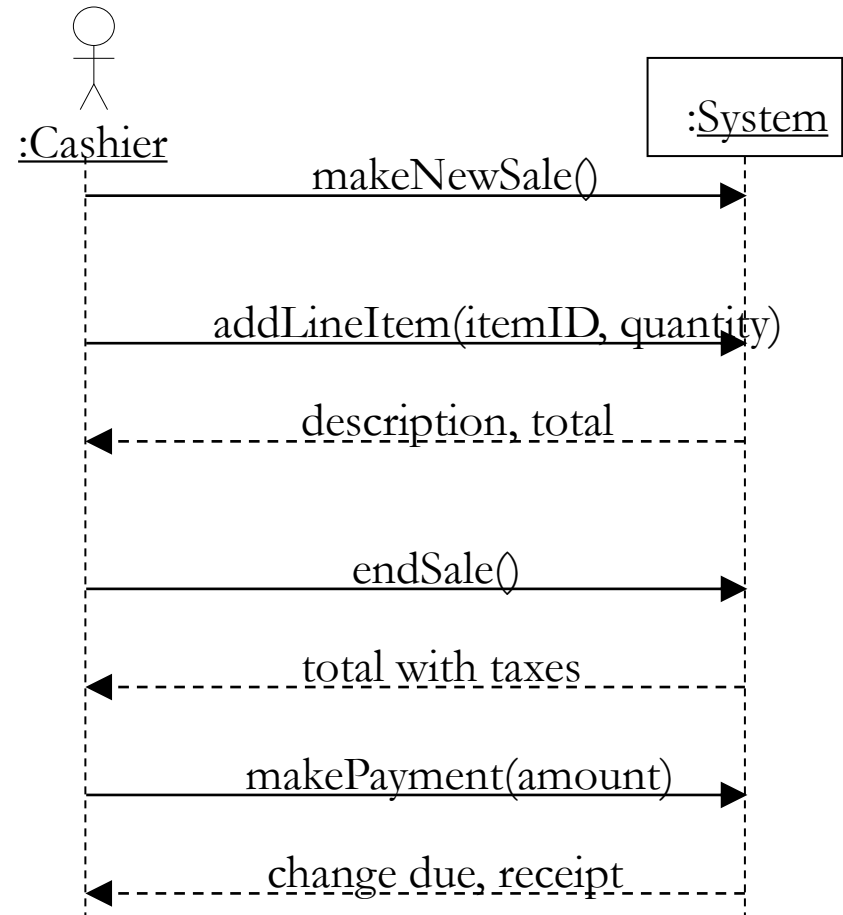 :Cashier
:System
makeNewSale()
addLineItem(itemID, quantity)
description, total
endSale()
total with taxes
makePayment(amount)
change due, receipt